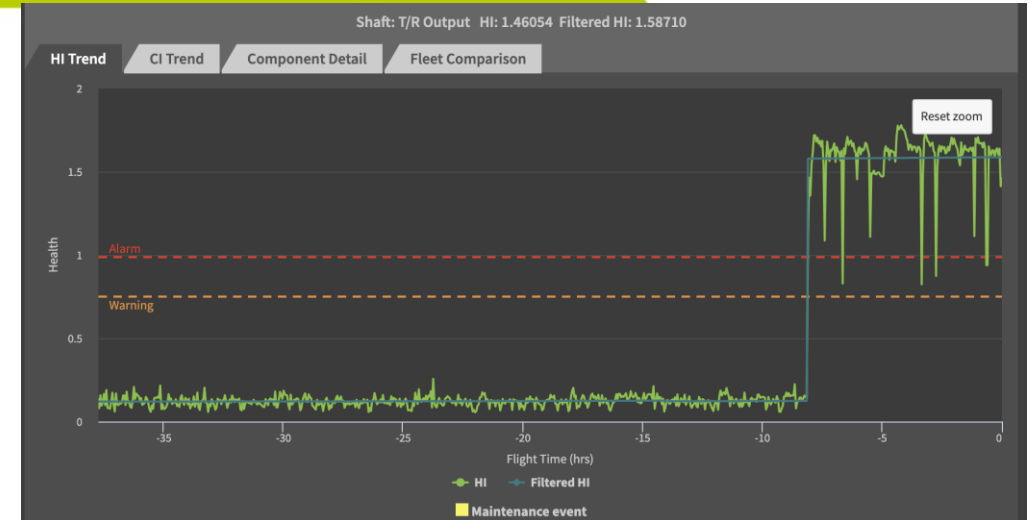 Shaft: T/R Output HI: 1.46054 Filtered HI: 1.58710
HI Trend CI Trend Component Detail Fleet Comparison
2
Reset zoom
1.5
Alarm
1
Health
Warning
0.5
0
-35 -30 -25 -20 -15 -10 -5 0
Flight Time (hrs)
HI Filtered HI
Maintenance event